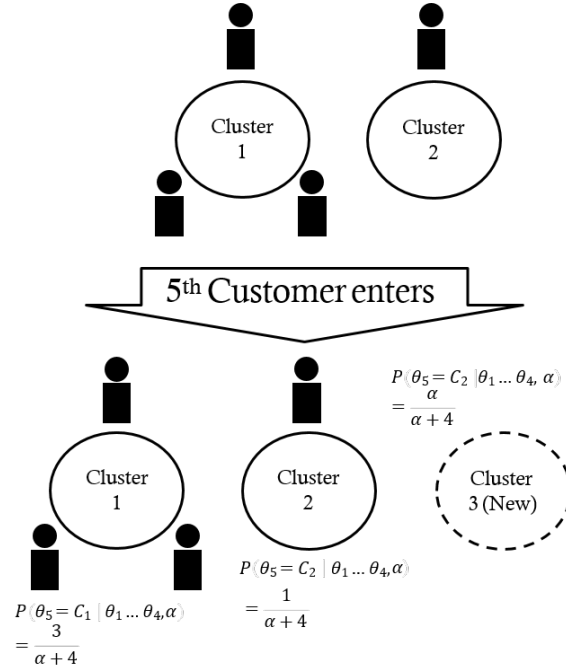 Cluster
1
Cluster
2
5th Customer enters
P(θ₅ = C₂ |θ₁ … θ₄, α)
= α / (α + 4)
Cluster
1
Cluster
2
Cluster
3 (New)
P(θ₅ = C₂ | θ₁ … θ₄,α)
= 1 / (α + 4)
P(θ₅ = C₁ | θ₁ … θ₄,α)
= 3 / (α + 4)